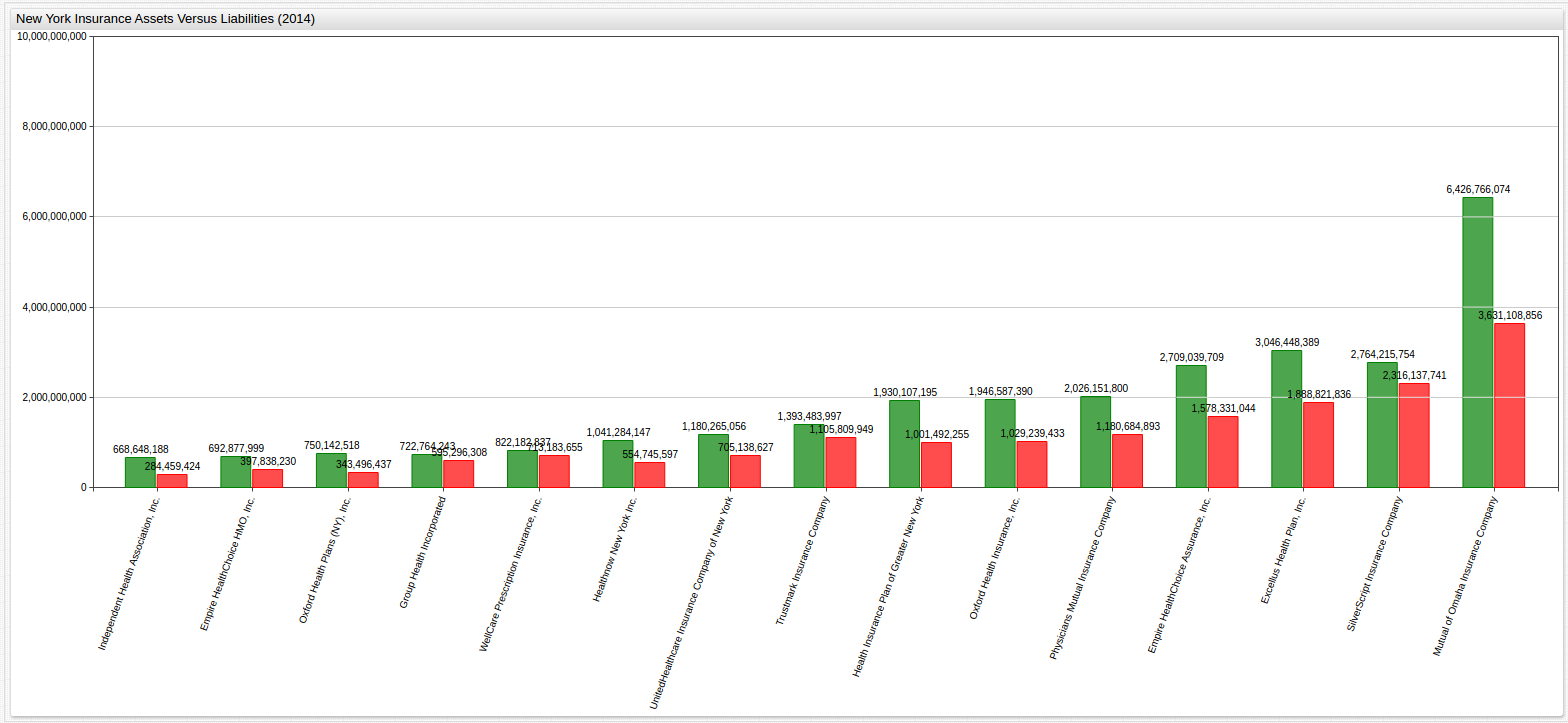 New York Insurance Assets Versus Liabilities (2014)
10,000,000,000
8,000,000,000
6,000,000,000
4,000,000,000
2,000,000,000
0
668,648,188
284,459,424
692,877,999
397,838,230
750,142,518
343,496,437
722,764,243
595,296,308
822,182,837
713,183,655
1,041,284,147
554,745,597
1,180,265,056
705,138,627
1,393,483,997
1,105,809,949
1,930,107,195
1,001,492,255
1,946,587,390
1,029,239,433
2,026,151,800
1,180,684,893
2,709,039,709
1,578,331,044
3,046,448,389
1,888,821,836
2,764,215,754
2,316,137,741
6,426,766,074
3,631,108,856
Independent Health Association, Inc.
Empire HealthChoice HMO, Inc.
Oxford Health Plans (NY), Inc.
Group Health Incorporated
WellCare Prescription Insurance, Inc.
Healthnow New York Inc.
UnitedHealthcare Insurance Company of New York
Trustmark Insurance Company
Health Insurance Plan of Greater New York
Oxford Health Insurance, Inc.
Physicians Mutual Insurance Company
Empire HealthChoice Assurance, Inc.
Excellus Health Plan, Inc.
SilverScript Insurance Company
Mutual of Omaha Insurance Company